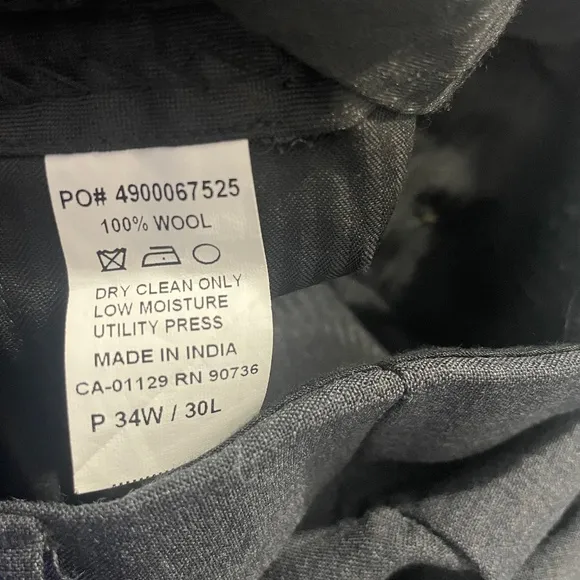 PO# 4900067525
100% WOOL
DRY CLEAN ONLY
LOW MOISTURE
UTILITY PRESS
MADE IN INDIA
CA-01129 RN 90736
P 34W / 30L